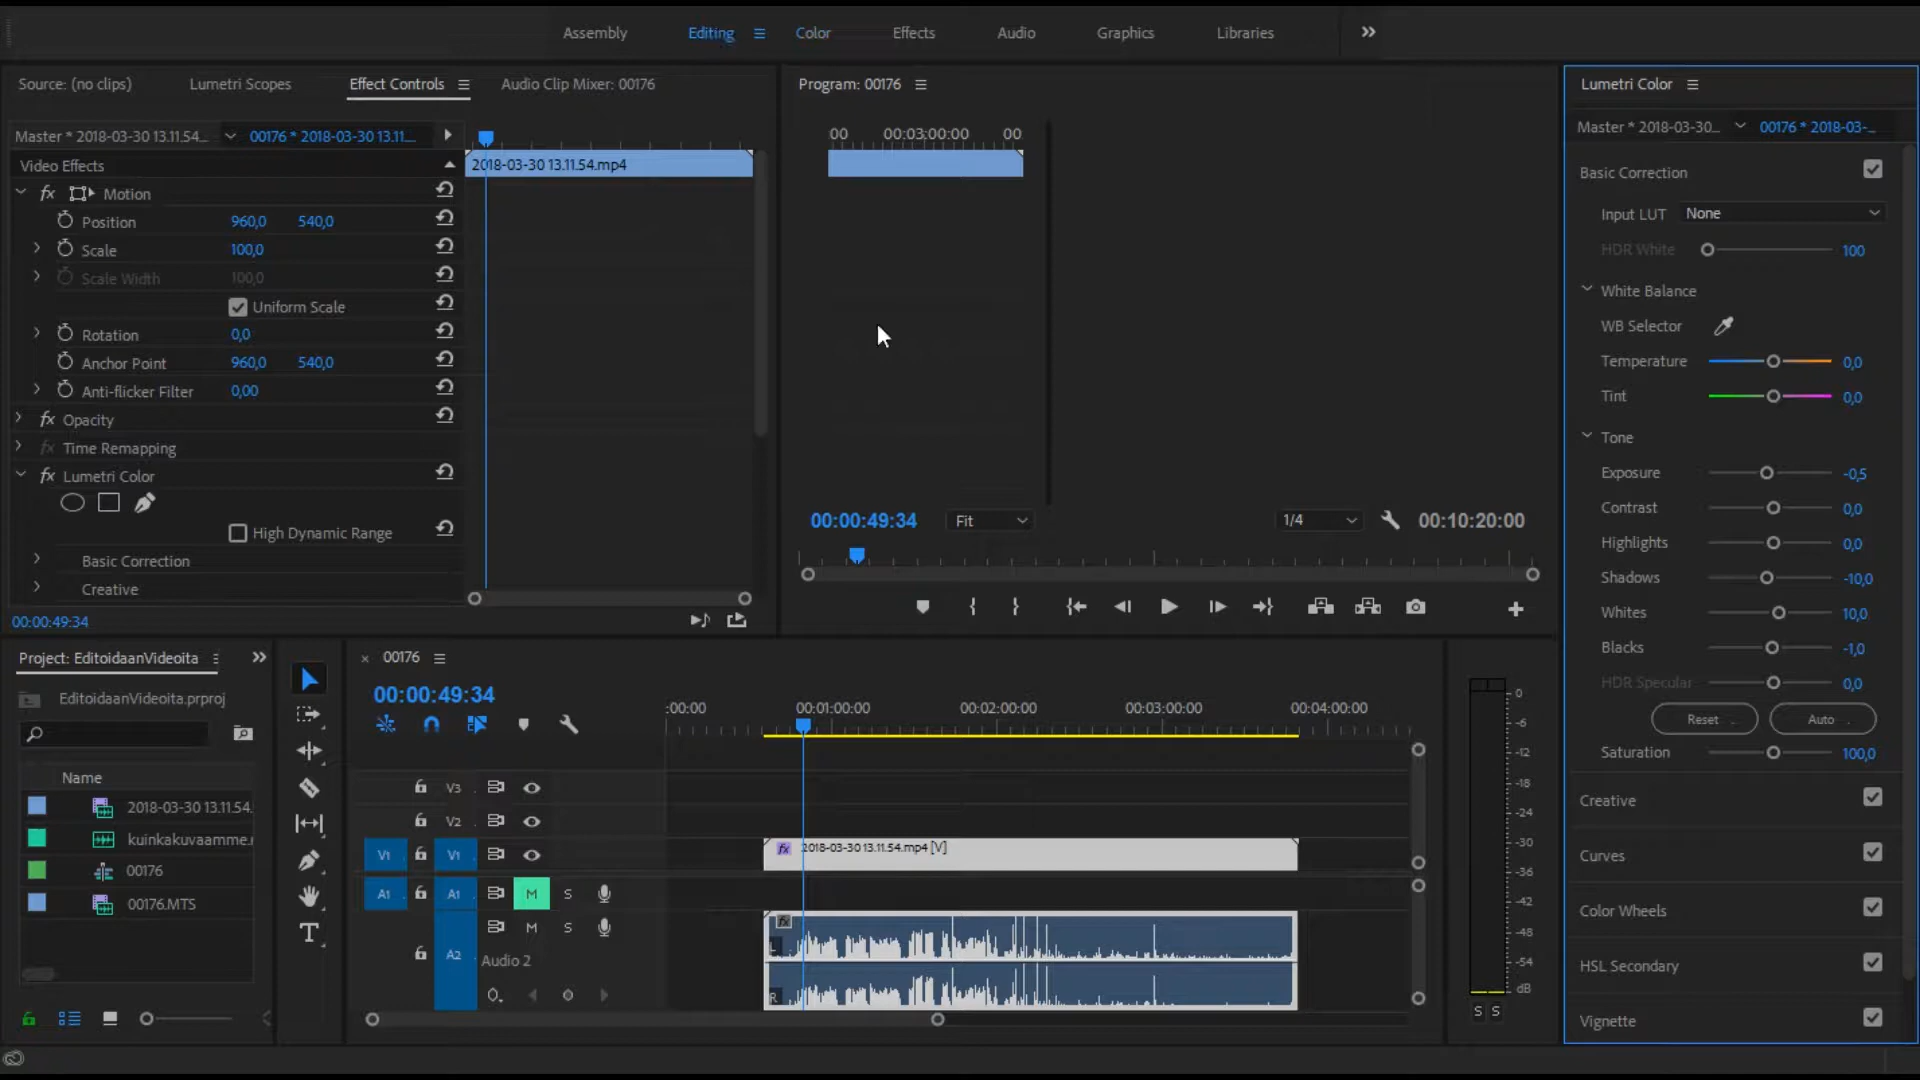 Assembly
Editing
Color
Effects
Audio
Graphics
Libraries
Source: (no clips)
Lumetri Scopes
Effect Controls
Audio Clip Mixer: 00176
Master * 2018-03-30 13.11.54...
00176 * 2018-03-30 13.11....
Video Effects
2018-03-30 13.11.54.mp4
fx Motion
Position 960,0 540,0
Scale 100,0
Scale Width 100,0
Uniform Scale
Rotation 0,0
Anchor Point 960,0 540,0
Anti-flicker Filter 0,00
fx Opacity
fx Time Remapping
fx Lumetri Color
High Dynamic Range
Basic Correction
Creative
00:00:49:34
Program: 00176
00 00:03:00:00 00
00:00:49:34
Fit
1/4
00:10:20:00
Lumetri Color
Master * 2018-03-30...
00176 * 2018-03-...
Basic Correction
Input LUT None
HDR White 100
White Balance
WB Selector
Temperature 0,0
Tint 0,0
Tone
Exposure -0,5
Contrast 0,0
Highlights 0,0
Shadows -10,0
Whites 10,0
Blacks -1,0
HDR Specular 0,0
Reset
Auto
Saturation 100,0
Creative
Curves
Color Wheels
HSL Secondary
Vignette
Project: EditoidaanVideoita
EditoidaanVideoita.prproj
Name
2018-03-30 13.11.54.
kuinkakuvaamme.
00176
00176.MTS
T
× 00176
00:00:49:34
:00:00 00:01:00:00 00:02:00:00 00:03:00:00 00:04:00:00
V3
V2
V1 V1
fx 2018-03-30 13.11.54.mp4 [V]
A1 A1 M S
A2 M S
Audio 2
fx
L
R
0
-6
-12
-18
-24
-30
-36
-42
-48
-54
dB
S S